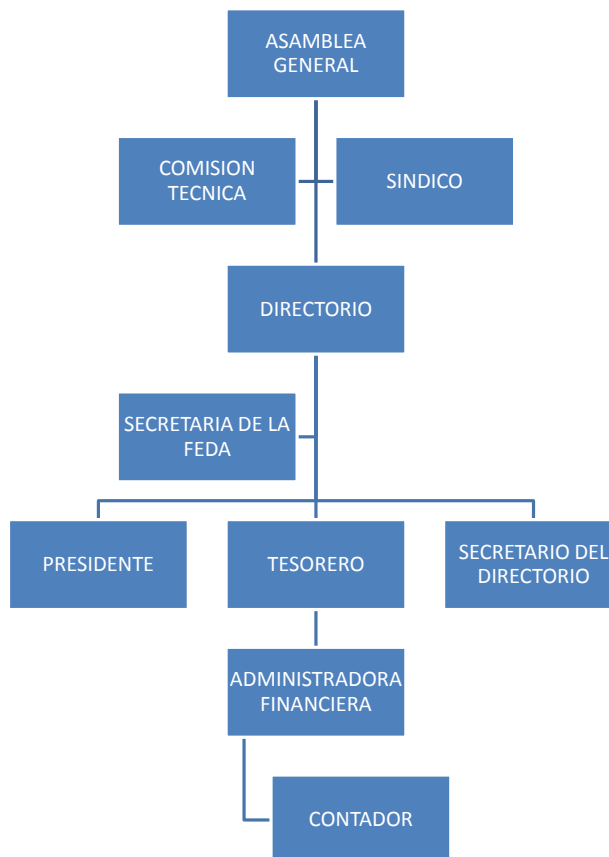 ASAMBLEA
GENERAL
COMISION
TECNICA
SINDICO
DIRECTORIO
SECRETARIA DE LA
FEDA
PRESIDENTE
TESORERO
SECRETARIO DEL
DIRECTORIO
ADMINISTRADORA
FINANCIERA
CONTADOR